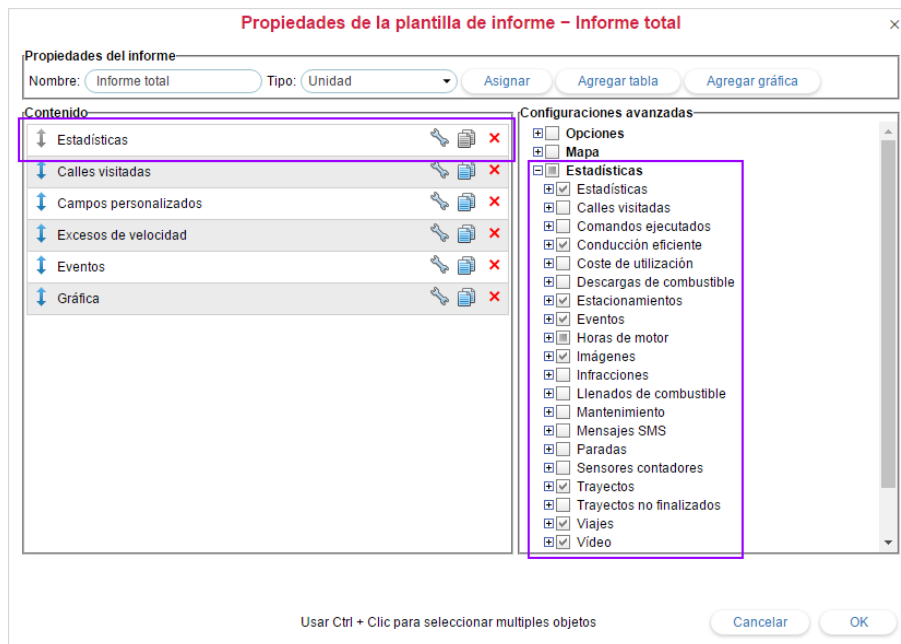 Propiedades de la plantilla de informe – Informe total
Propiedades del informe
Nombre: Informe total Tipo: Unidad Asignar Agregar tabla Agregar gráfica
Contenido
Estadísticas
Calles visitadas
Campos personalizados
Excesos de velocidad
Eventos
Gráfica
Configuraciones avanzadas
Opciones
Mapa
Estadísticas
Estadísticas
Calles visitadas
Comandos ejecutados
Conducción eficiente
Coste de utilización
Descargas de combustible
Estacionamientos
Eventos
Horas de motor
Imágenes
Infracciones
Llenados de combustible
Mantenimiento
Mensajes SMS
Paradas
Sensores contadores
Trayectos
Trayectos no finalizados
Viajes
Vídeo
Usar Ctrl + Clic para seleccionar multiples objetos
Cancelar OK